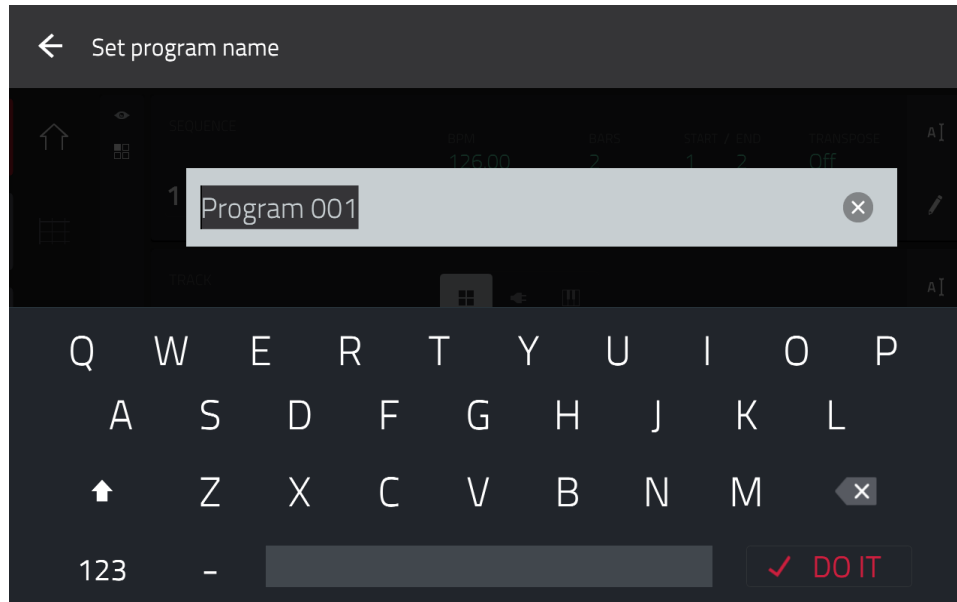 Set program name
SEQUENCE
BPM BARS START / END TRANSPOSE
126.00 2 1 2 Off
1
Program 001
TRACK
Q W E R T Y U I O P
A S D F G H J K L
Z X C V B N M
123 – DO IT